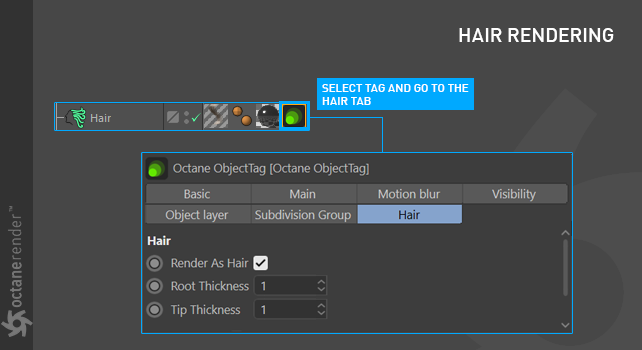 HAIR RENDERING
SELECT TAG AND GO TO THE
HAIR TAB
Hair
Octane ObjectTag [Octane ObjectTag]
Basic
Main
Motion blur
Visibility
Object layer
Subdivision Group
Hair
Hair
Render As Hair
Root Thickness
1
Tip Thickness
1
octanerender™